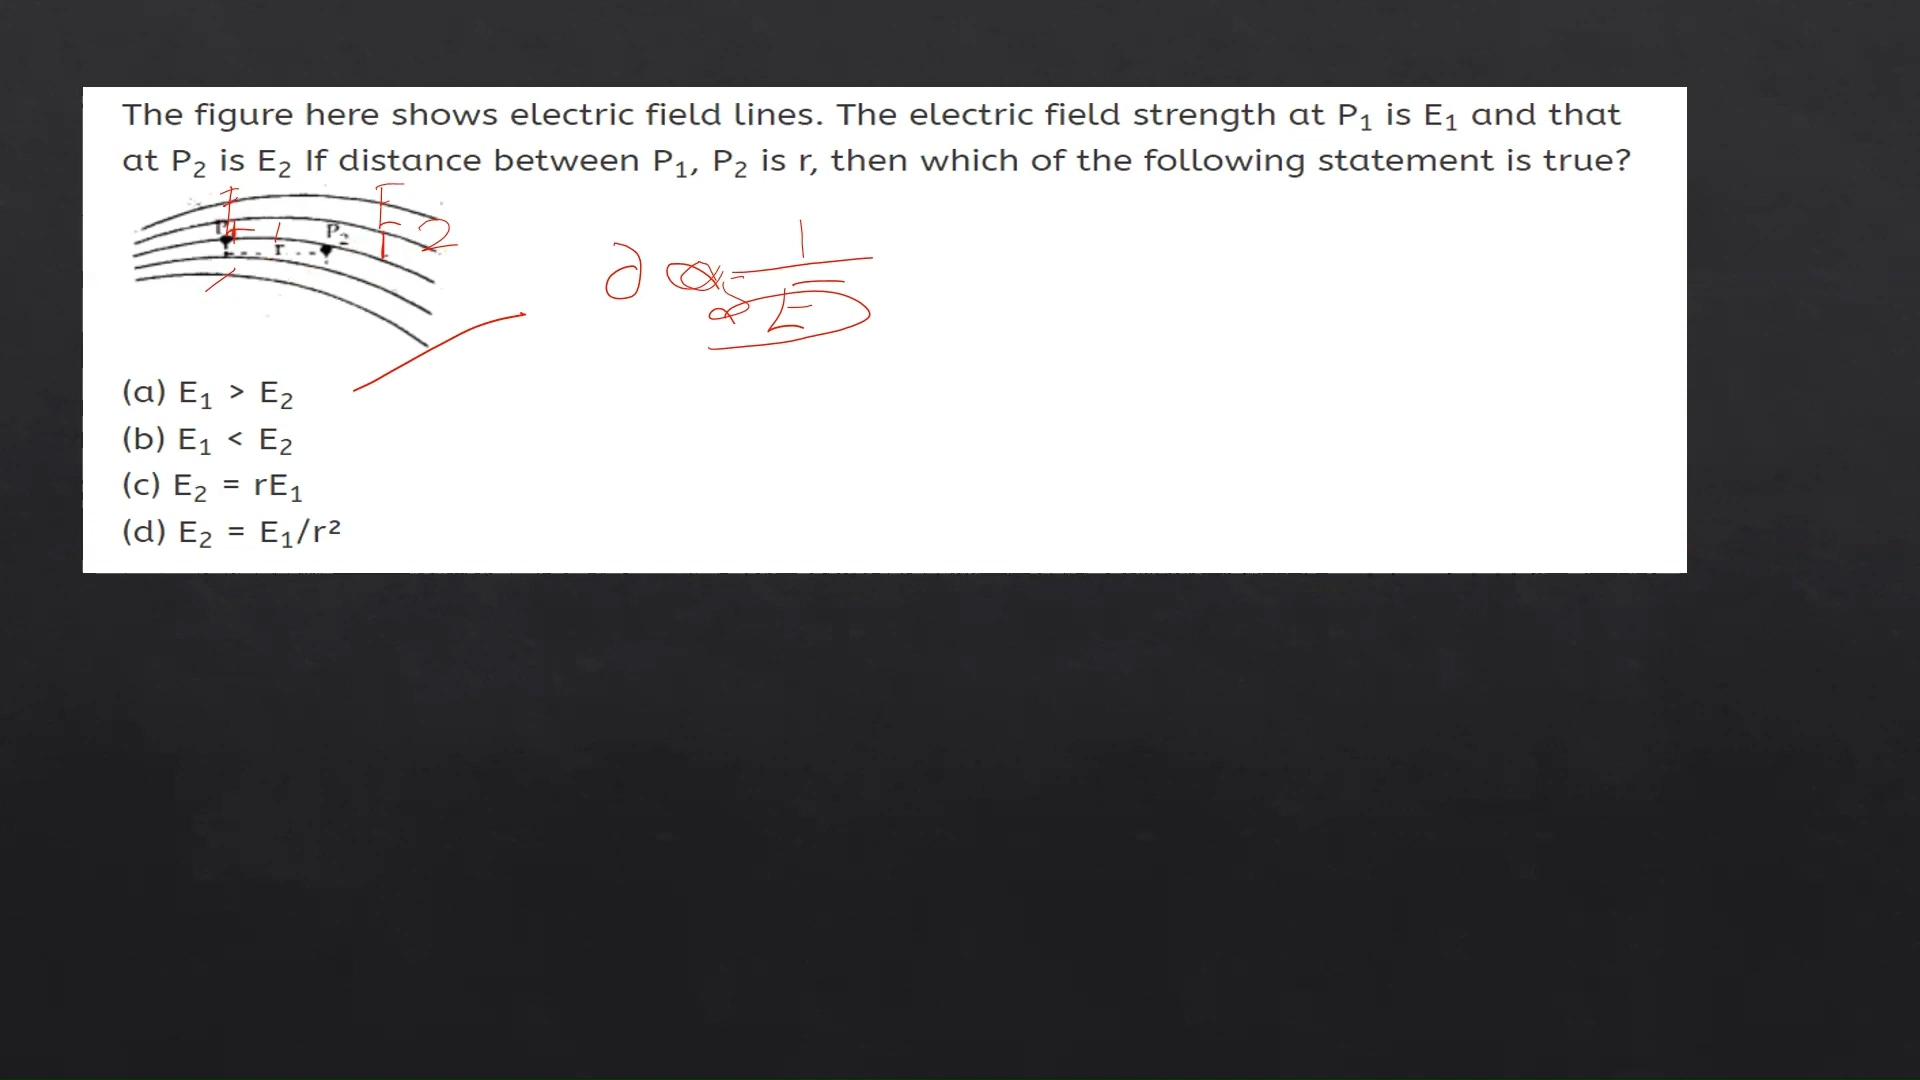 The figure here shows electric field lines. The electric field strength at P₁ is E₁ and that
at P₂ is E₂ If distance between P₁, P₂ is r, then which of the following statement is true?
E E
P₂ 2
r
∂ ∝ 1
E
(a) E₁ > E₂
(b) E₁ < E₂
(c) E₂ = rE₁
(d) E₂ = E₁/r²